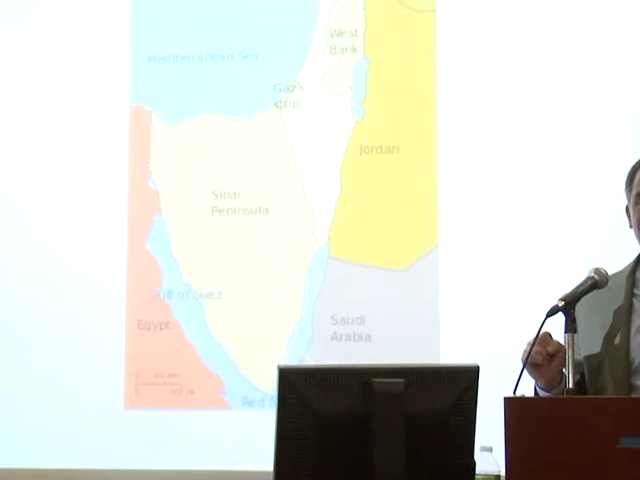 Mediterranean Sea
West
Bank
Gaza
strip
Jordan
Sinai
Peninsula
Gulf of Suez
Egypt
Saudi
Arabia
Red